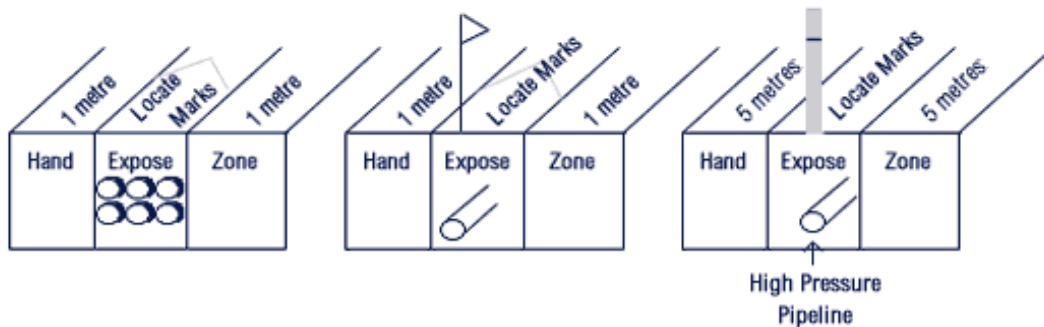 1 metre
Locate
Marks
1 metre
Hand
Expose
Zone
1 metre
Locate Marks
1 metre
Hand
Expose
Zone
5 metres
Locate Marks
5 metres
Hand
Expose
Zone
High Pressure
Pipeline